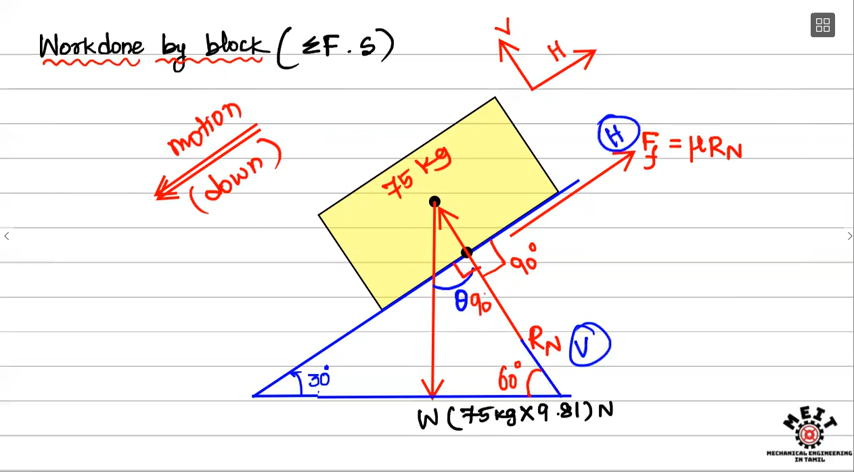 Workdone by block (ΣF.S)
V
H
motion
(down)
75 kg
H
Ff = μRN
90°
θ
90°
RN
V
30°
60°
W (75kg×9.81) N
MEIT
MECHANICAL ENGINEERING
IN TAMIL